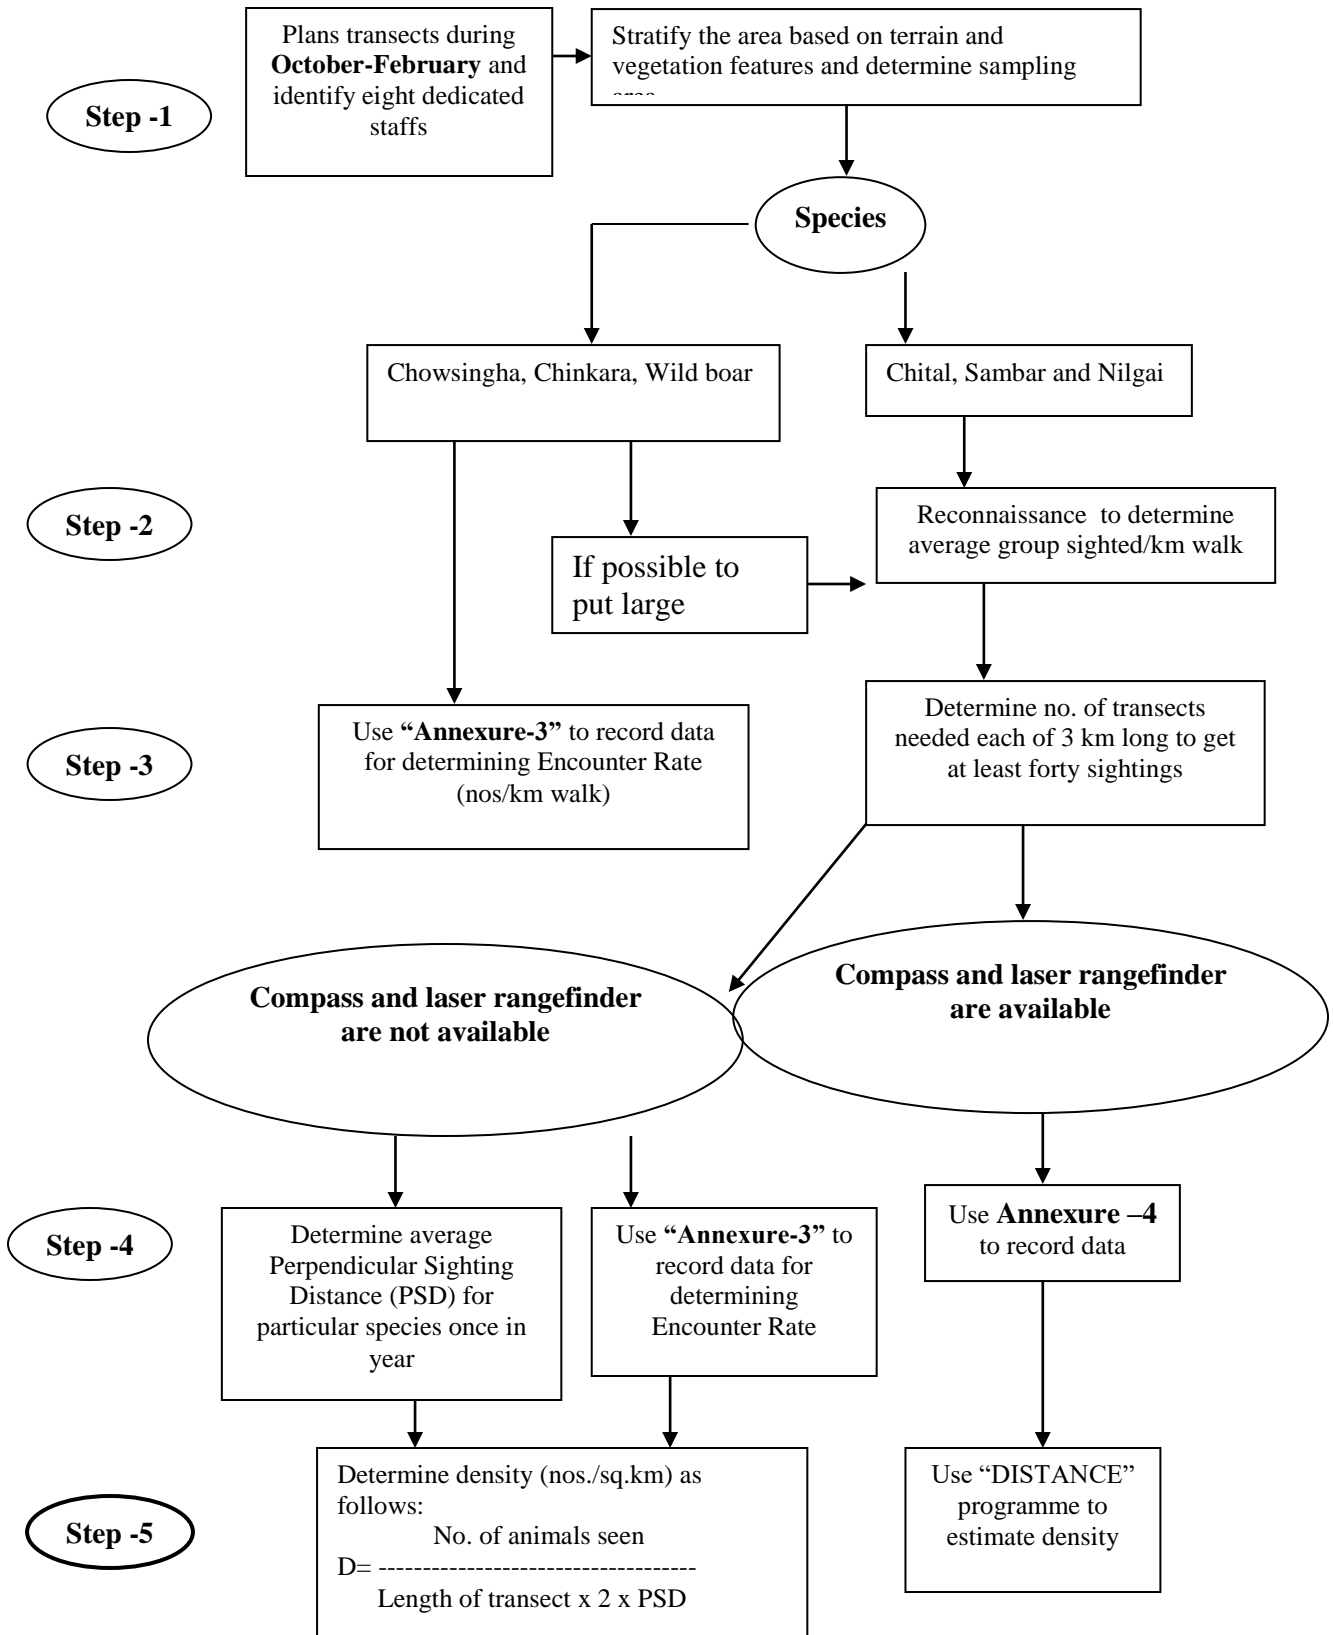 Plans transects during
October-February and
identify eight dedicated
staffs
Stratify the area based on terrain and
vegetation features and determine sampling
Step -1
Species
Chowsingha, Chinkara, Wild boar
Chital, Sambar and Nilgai
Step -2
If possible to
put large
Reconnaissance to determine
average group sighted/km walk
Step -3
Use “Annexure-3” to record data
for determining Encounter Rate
(nos/km walk)
Determine no. of transects
needed each of 3 km long to get
at least forty sightings
Compass and laser rangefinder
are not available
Compass and laser rangefinder
are available
Step -4
Determine average
Perpendicular Sighting
Distance (PSD) for
particular species once in
year
Use “Annexure-3” to
record data for
determining
Encounter Rate
Use Annexure –4
to record data
Step -5
Determine density (nos./sq.km) as
follows:
No. of animals seen
D= ------------------------------------
Length of transect x 2 x PSD
Use “DISTANCE”
programme to
estimate density